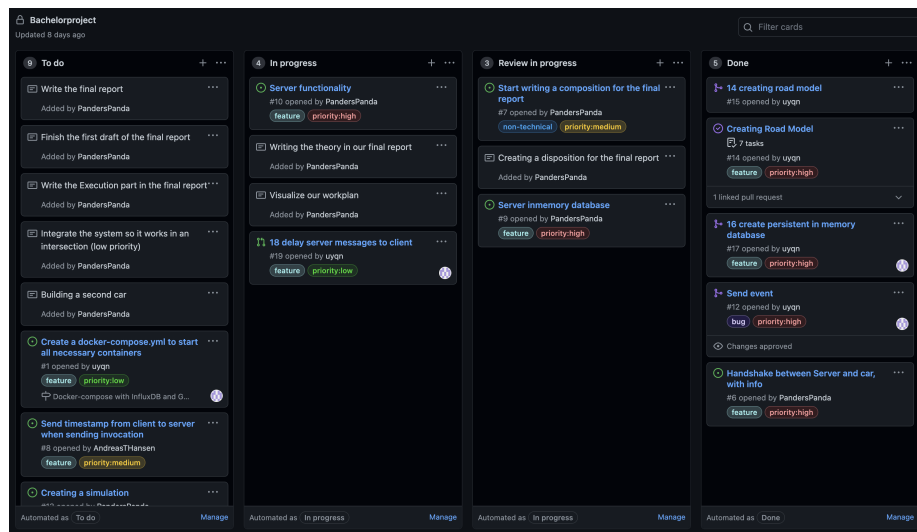 Bachelorproject
Updated 8 days ago
Filter cards
9 To do
Write the final report
Added by PandersPanda
Finish the first draft of the final report
Added by PandersPanda
Write the Execution part in the final report
Added by PandersPanda
Integrate the system so it works in an
intersection (low priority)
Added by PandersPanda
Building a second car
Added by PandersPanda
Create a docker-compose.yml to start
all necessary containers
#1 opened by uyqn
feature priority:low
Docker-compose with InfluxDB and G...
Send timestamp from client to server
when sending invocation
#8 opened by AndreasTHansen
feature priority:medium
Creating a simulation
Automated as To do Manage
4 In progress
Server functionality
#10 opened by PandersPanda
feature priority:high
Writing the theory in our final report
Added by PandersPanda
Visualize our workplan
Added by PandersPanda
18 delay server messages to client
#19 opened by uyqn
feature priority:low
Automated as In progress Manage
3 Review in progress
Start writing a composition for the final
report
#7 opened by PandersPanda
non-technical priority:medium
Creating a disposition for the final report
Added by PandersPanda
Server inmemory database
#9 opened by PandersPanda
feature priority:high
Automated as In progress Manage
5 Done
14 creating road model
#15 opened by uyqn
Creating Road Model
7 tasks
#14 opened by uyqn
feature priority:high
1 linked pull request
16 create persistent in memory
database
#17 opened by uyqn
feature priority:high
Send event
#12 opened by uyqn
bug priority:high
Changes approved
Handshake between Server and car,
with info
#6 opened by PandersPanda
feature priority:high
Automated as Done Manage